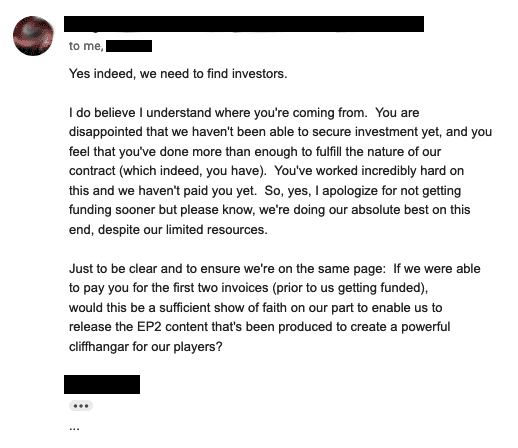 to me,
Yes indeed, we need to find investors.
I do believe I understand where you're coming from.  You are
disappointed that we haven't been able to secure investment yet, and you
feel that you've done more than enough to fulfill the nature of our
contract (which indeed, you have).  You've worked incredibly hard on
this and we haven't paid you yet.  So, yes, I apologize for not getting
funding sooner but please know, we're doing our absolute best on this
end, despite our limited resources.
Just to be clear and to ensure we're on the same page:  If we were able
to pay you for the first two invoices (prior to us getting funded),
would this be a sufficient show of faith on our part to enable us to
release the EP2 content that's been produced to create a powerful
cliffhangar for our players?
...